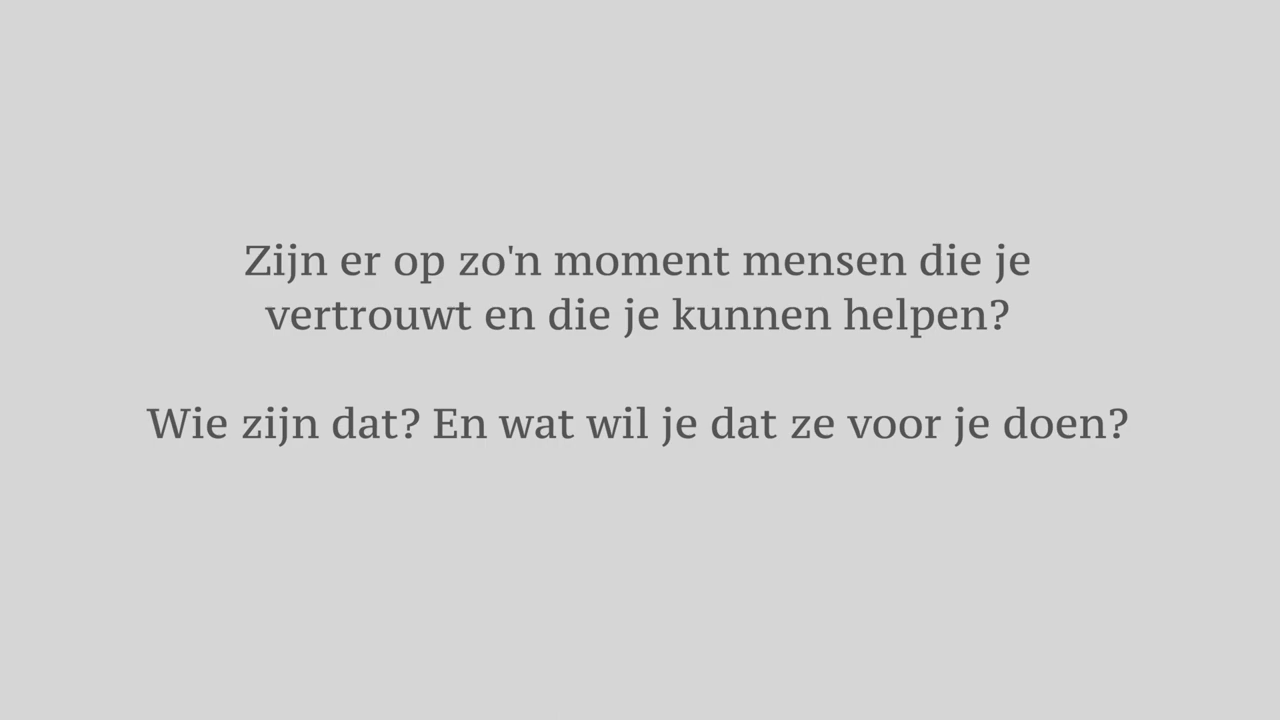 Zijn er op zo'n moment mensen die je
vertrouwt en die je kunnen helpen?
Wie zijn dat? En wat wil je dat ze voor je doen?